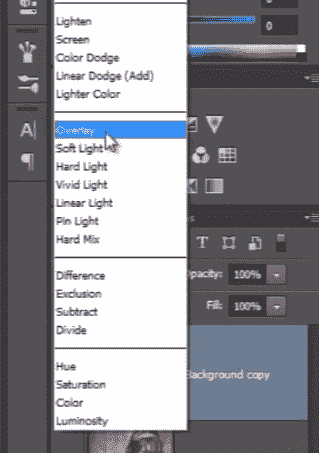 0
Lighten
Screen
Color Dodge
Linear Dodge (Add)
Lighter Color
0
Overlay
Soft Light
Hard Light
Vivid Light
Linear Light
Pin Light
Hard Mix
Difference
Exclusion
Subtract
Divide
Hue
Saturation
Color
Luminosity
A
T
Opacity: 100%
Fill: 100%
Background copy